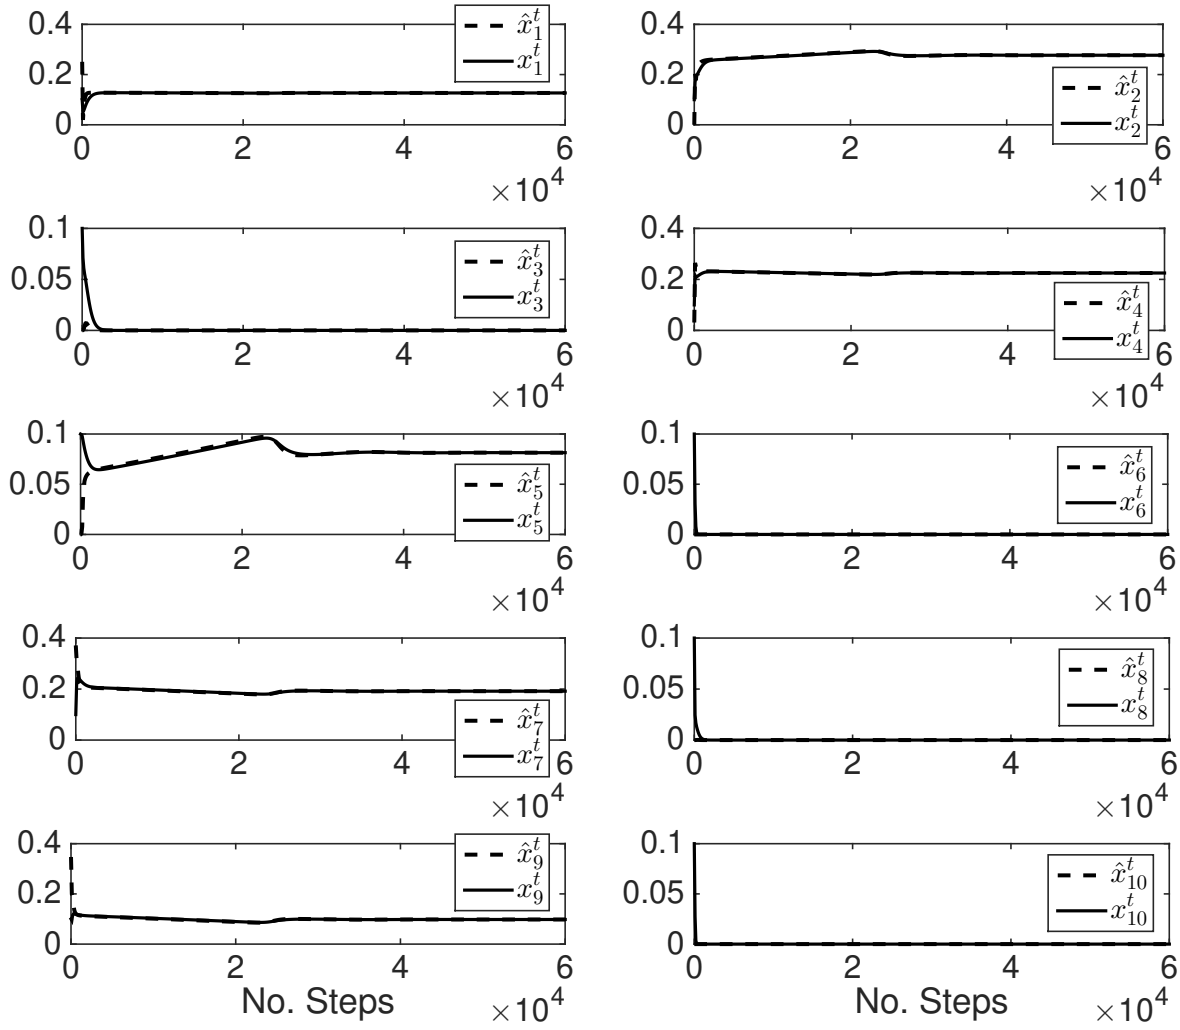 0.4
0.2
0
0 2 4 6
×10^4
x̂_1^t
x_1^t
0.4
0.2
0
0 2 4 6
×10^4
x̂_2^t
x_2^t
0.1
0.05
0
0 2 4 6
×10^4
x̂_3^t
x_3^t
0.4
0.2
0
0 2 4 6
×10^4
x̂_4^t
x_4^t
0.1
0.05
0
0 2 4 6
×10^4
x̂_5^t
x_5^t
0.1
0.05
0
0 2 4 6
×10^4
x̂_6^t
x_6^t
0.4
0.2
0
0 2 4 6
×10^4
x̂_7^t
x_7^t
0.1
0.05
0
0 2 4 6
×10^4
x̂_8^t
x_8^t
0.4
0.2
0
0 2 4 6
No. Steps ×10^4
x̂_9^t
x_9^t
0.1
0.05
0
0 2 4 6
No. Steps ×10^4
x̂_10^t
x_10^t